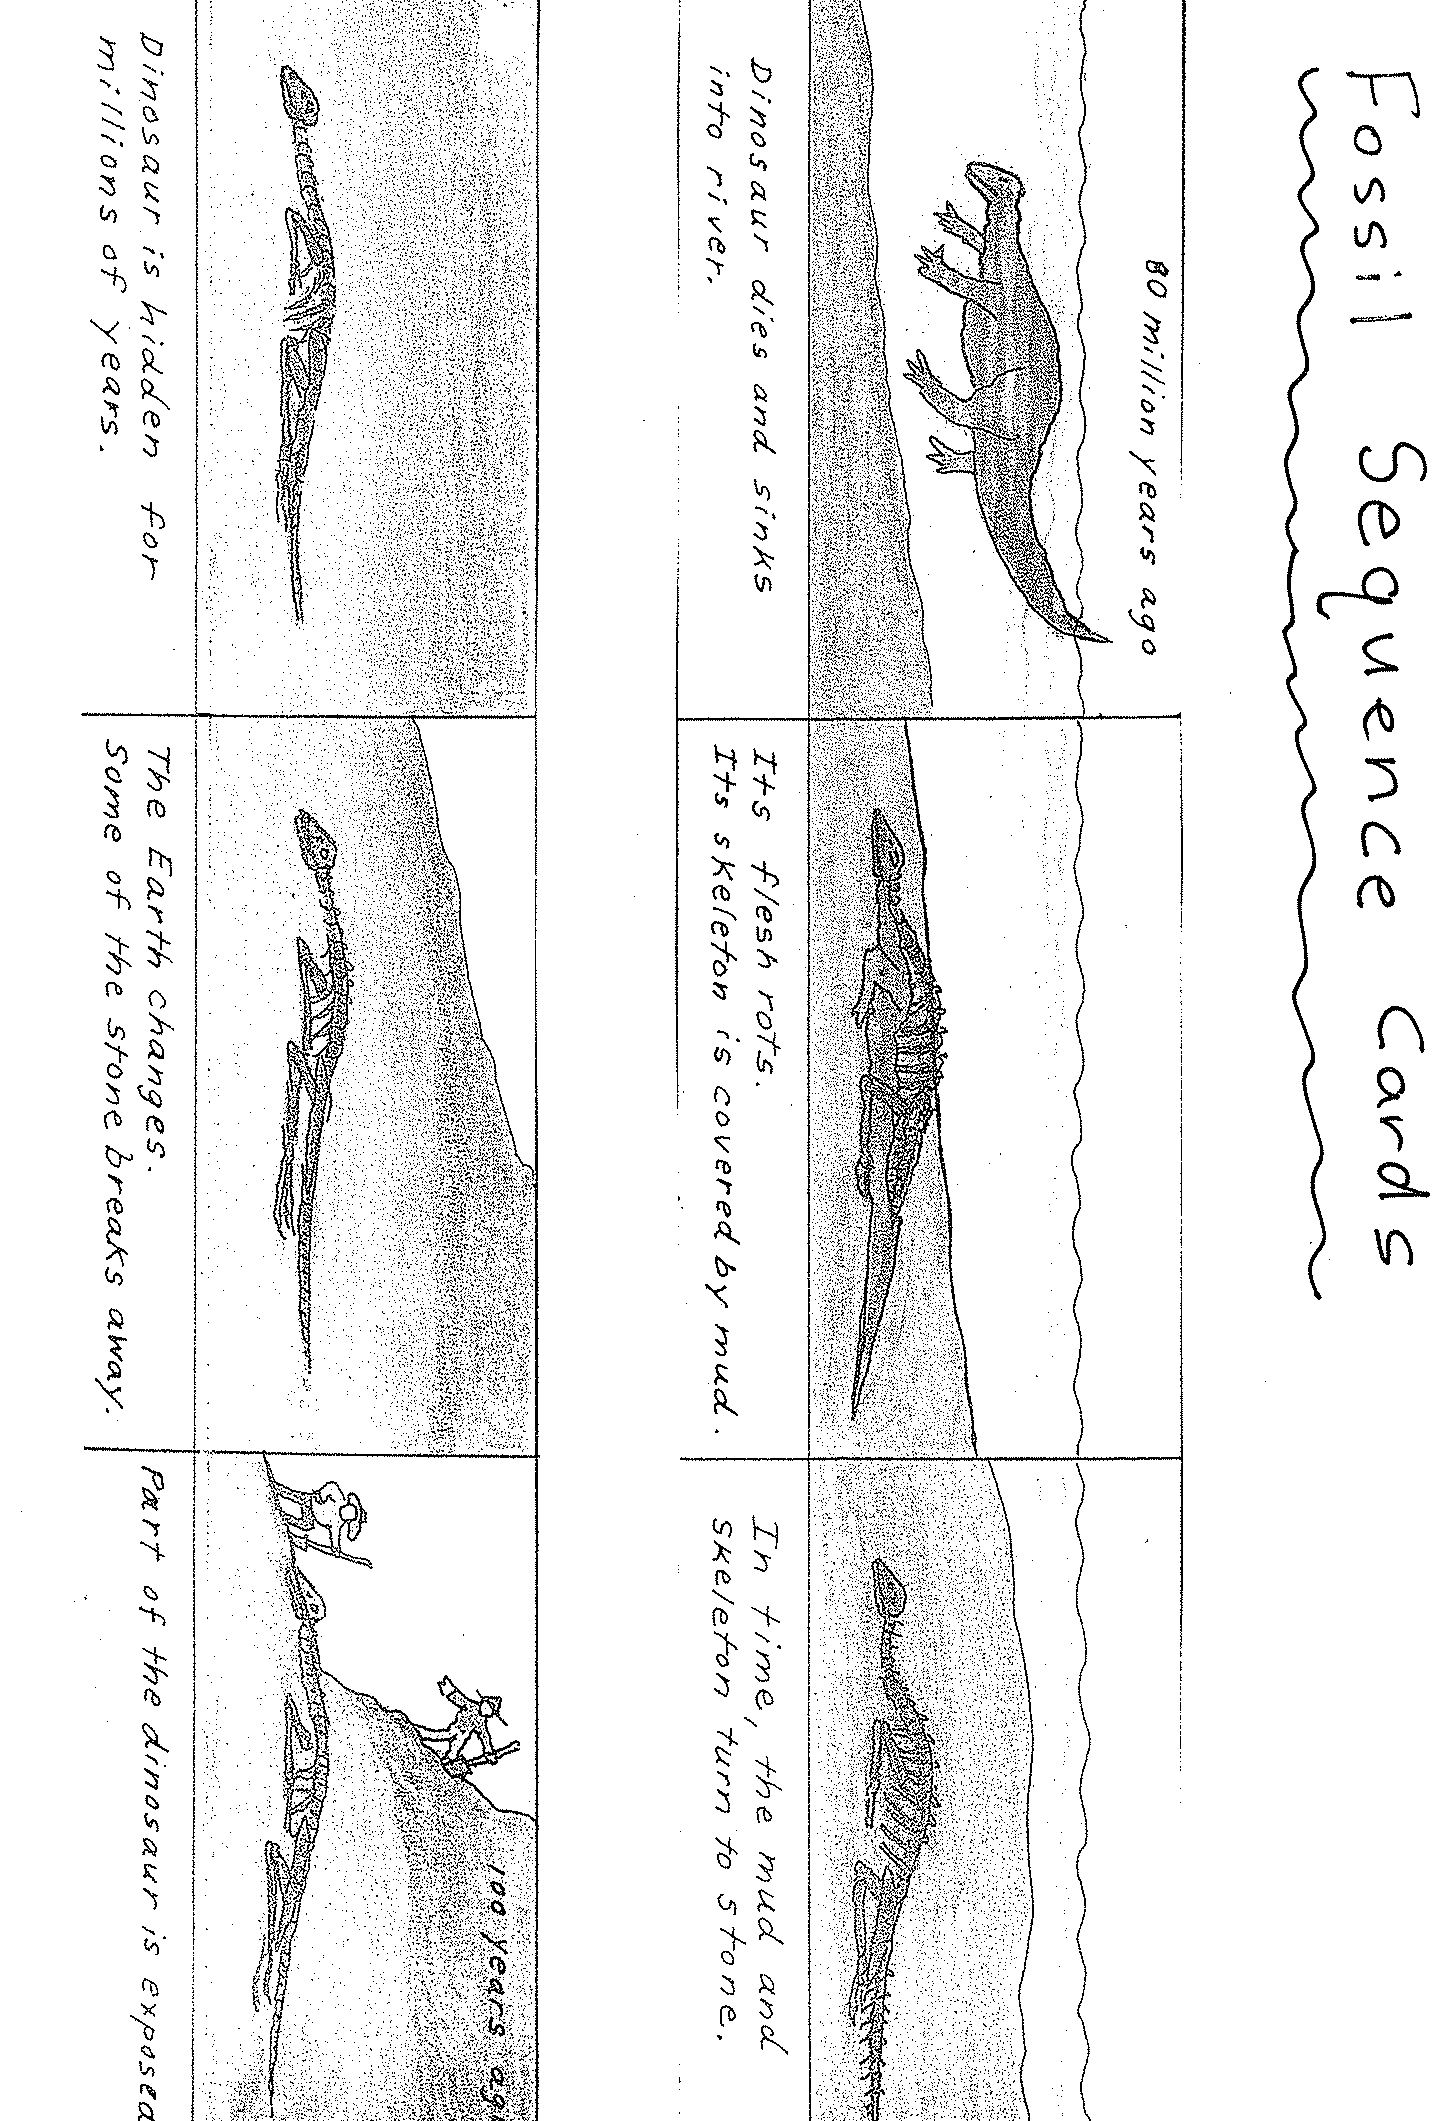 Fossil Sequence Cards
80 million years ago
Dinosaur dies and sinks
into river.
Its flesh rots.
Its skeleton is covered by mud.
In time, the mud and
skeleton turn to stone.
Dinosaur is hidden for
millions of years.
The Earth changes.
Some of the stone breaks away.
100 years ago
Part of the dinosaur is exposed